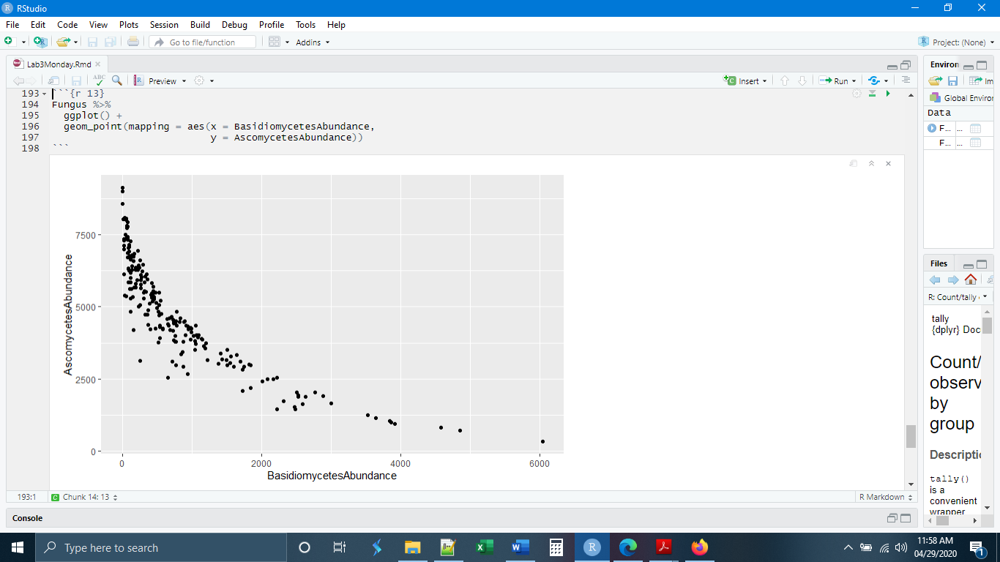 RStudio
File Edit Code View Plots Session Build Debug Profile Tools Help
Go to file/function
Addins
Project: (None)
Lab3Monday.Rmd
ABC
Preview
Insert
Run
193 ```{r 13}
194 Fungus %>%
195 ggplot() +
196 geom_point(mapping = aes(x = BasidiomycetesAbundance,
197 y = AscomycetesAbundance))
198 ```
7500
5000
2500
0
AscomycetesAbundance
0 2000 4000 6000
BasidiomycetesAbundance
193:1
C Chunk 14: 13
R Markdown
Console
Environ
Im
Global Enviror
Data
F... ...
F... ...
Files
R: Count/tally
tally
{dplyr} Doc
Count/
observ
by
group
Descriptic
tally()
is a
convenient
wrapper
Type here to search
11:58 AM
04/29/2020
1